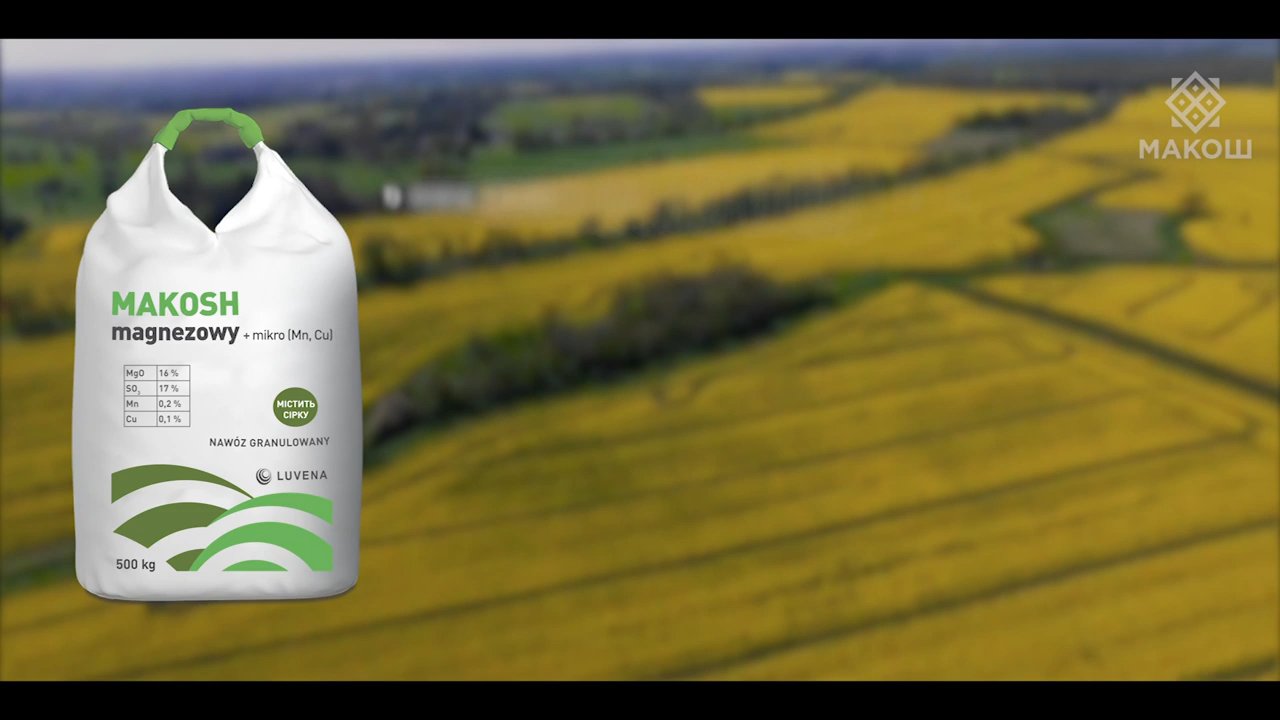 МАКОШ
MAKOSH
magnezowy + mikro (Mn, Cu)
MgO 16 %
SO3 17 %
Mn 0,2 %
Cu 0,1 %
МІСТИТЬ
СІРКУ
NAWÓZ GRANULOWANY
LUVENA
500 kg